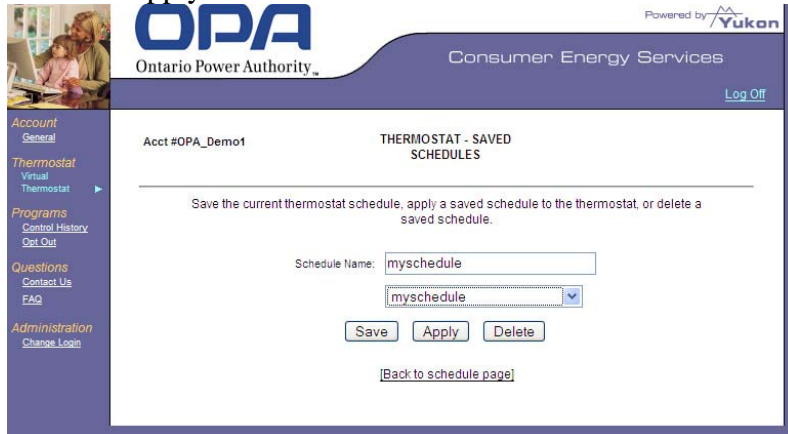 OPA
Ontario Power Authority™
Powered by Yukon
Consumer Energy Services
Log Off
Account
General
Thermostat
Virtual
Thermostat
Programs
Control History
Opt Out
Questions
Contact Us
FAQ
Administration
Change Login
Acct #OPA_Demo1
THERMOSTAT - SAVED
SCHEDULES
Save the current thermostat schedule, apply a saved schedule to the thermostat, or delete a
saved schedule.
Schedule Name: myschedule
myschedule
Save Apply Delete
[Back to schedule page]